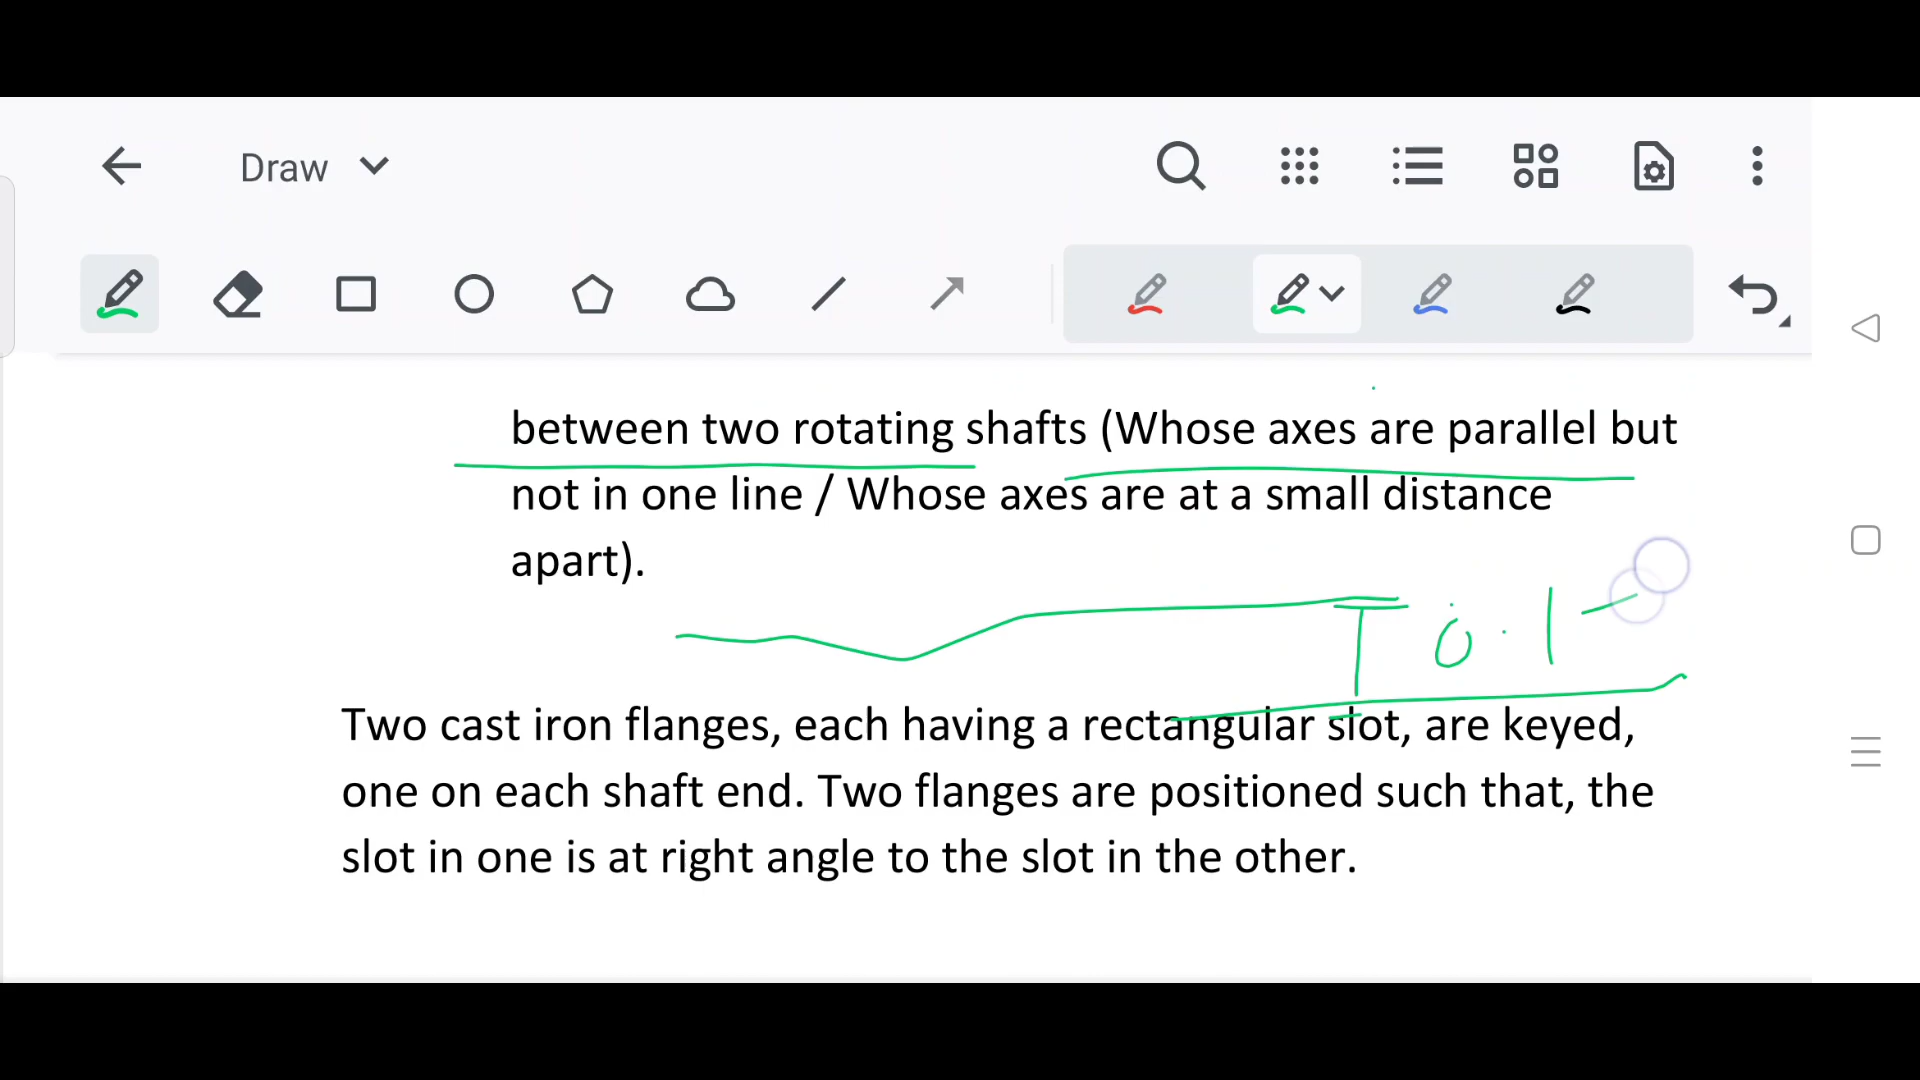 Draw
between two rotating shafts (Whose axes are parallel but
not in one line / Whose axes are at a small distance
apart).
Two cast iron flanges, each having a rectangular slot, are keyed,
one on each shaft end. Two flanges are positioned such that, the
slot in one is at right angle to the slot in the other.